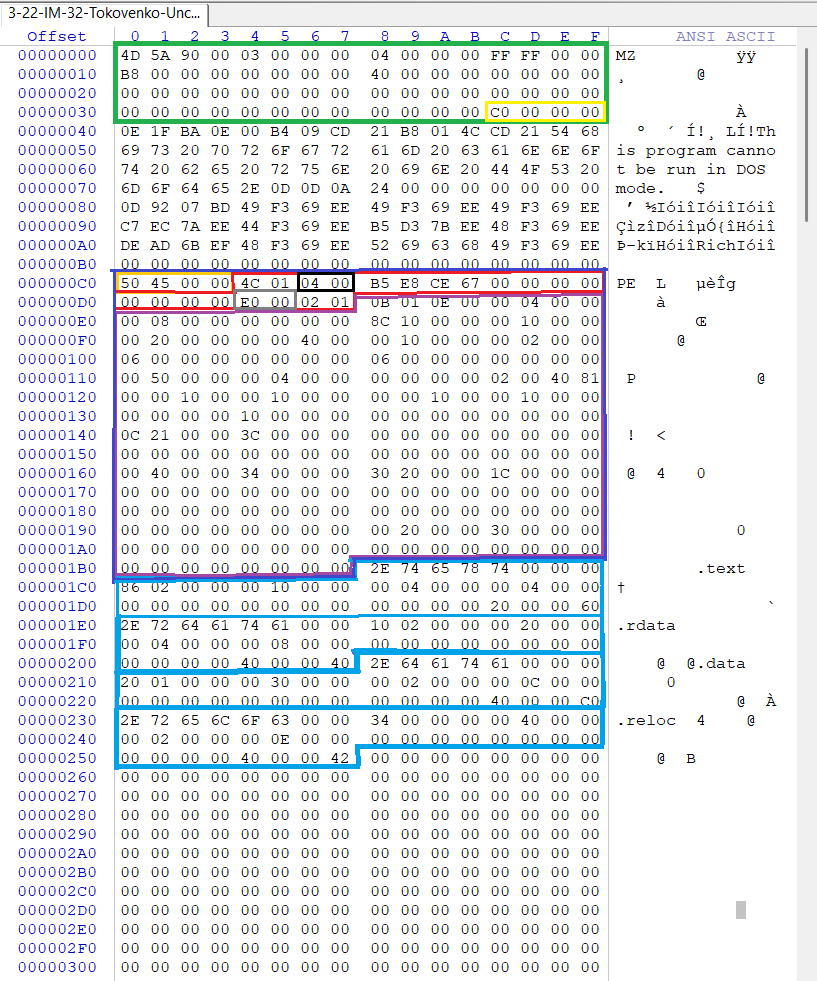 3-22-IM-32-Tokovenko-Unc...
Offset 0 1 2 3 4 5 6 7 8 9 A B C D E F ANSI ASCII
00000000 4D 5A 90 00 03 00 00 00 04 00 00 00 FF FF 00 00 MZ ÿÿ
00000010 B8 00 00 00 00 00 00 00 40 00 00 00 00 00 00 00 ¸ @
00000020 00 00 00 00 00 00 00 00 00 00 00 00 00 00 00 00
00000030 00 00 00 00 00 00 00 00 00 00 00 00 C0 00 00 00 À
00000040 0E 1F BA 0E 00 B4 09 CD 21 B8 01 4C CD 21 54 68 º ´ Í!¸ LÍ!Th
00000050 69 73 20 70 72 6F 67 72 61 6D 20 63 61 6E 6E 6F is program canno
00000060 74 20 62 65 20 72 75 6E 20 69 6E 20 44 4F 53 20 t be run in DOS
00000070 6D 6F 64 65 2E 0D 0D 0A 24 00 00 00 00 00 00 00 mode. $
00000080 0D 92 07 BD 49 F3 69 EE 49 F3 69 EE 49 F3 69 EE ’ ½IóiîIóiîIóiî
00000090 C7 EC 7A EE 44 F3 69 EE B5 D3 7B EE 48 F3 69 EE ÇìzîDóiîµÓ{îHóiî
000000A0 DE AD 6B EF 48 F3 69 EE 52 69 63 68 49 F3 69 EE Þ-kïHóiîRichIóiî
000000B0 00 00 00 00 00 00 00 00 00 00 00 00 00 00 00 00
000000C0 50 45 00 00 4C 01 04 00 B5 E8 CE 67 00 00 00 00 PE L µèÎg
000000D0 00 00 00 00 E0 00 02 01 0B 01 0E 00 00 04 00 00 à
000000E0 00 08 00 00 00 00 00 00 8C 10 00 00 00 10 00 00 Œ
000000F0 00 20 00 00 00 00 40 00 00 10 00 00 00 02 00 00 @
00000100 06 00 00 00 00 00 00 00 06 00 00 00 00 00 00 00
00000110 00 50 00 00 00 04 00 00 00 00 00 00 02 00 40 81 P @
00000120 00 00 10 00 00 10 00 00 00 00 10 00 00 10 00 00
00000130 00 00 00 00 10 00 00 00 00 00 00 00 00 00 00 00
00000140 0C 21 00 00 3C 00 00 00 00 00 00 00 00 00 00 00 ! <
00000150 00 00 00 00 00 00 00 00 00 00 00 00 00 00 00 00
00000160 00 40 00 00 34 00 00 00 30 20 00 00 1C 00 00 00 @ 4 0
00000170 00 00 00 00 00 00 00 00 00 00 00 00 00 00 00 00
00000180 00 00 00 00 00 00 00 00 00 00 00 00 00 00 00 00
00000190 00 00 00 00 00 00 00 00 00 20 00 00 30 00 00 00 0
000001A0 00 00 00 00 00 00 00 00 00 00 00 00 00 00 00 00
000001B0 00 00 00 00 00 00 00 00 2E 74 65 78 74 00 00 00 .text
000001C0 86 02 00 00 00 10 00 00 00 04 00 00 00 04 00 00 †
000001D0 00 00 00 00 00 00 00 00 00 00 00 00 20 00 00 60 `
000001E0 2E 72 64 61 74 61 00 00 10 02 00 00 00 20 00 00 .rdata
000001F0 00 04 00 00 00 08 00 00 00 00 00 00 00 00 00 00
00000200 00 00 00 00 40 00 00 40 2E 64 61 74 61 00 00 00 @ @.data
00000210 20 01 00 00 00 30 00 00 00 02 00 00 00 0C 00 00 0
00000220 00 00 00 00 00 00 00 00 00 00 00 00 40 00 00 C0 @ À
00000230 2E 72 65 6C 6F 63 00 00 34 00 00 00 00 40 00 00 .reloc 4 @
00000240 00 02 00 00 00 0E 00 00 00 00 00 00 00 00 00 00
00000250 00 00 00 00 40 00 00 42 00 00 00 00 00 00 00 00 @ B
00000260 00 00 00 00 00 00 00 00 00 00 00 00 00 00 00 00
00000270 00 00 00 00 00 00 00 00 00 00 00 00 00 00 00 00
00000280 00 00 00 00 00 00 00 00 00 00 00 00 00 00 00 00
00000290 00 00 00 00 00 00 00 00 00 00 00 00 00 00 00 00
000002A0 00 00 00 00 00 00 00 00 00 00 00 00 00 00 00 00
000002B0 00 00 00 00 00 00 00 00 00 00 00 00 00 00 00 00
000002C0 00 00 00 00 00 00 00 00 00 00 00 00 00 00 00 00
000002D0 00 00 00 00 00 00 00 00 00 00 00 00 00 00 00 00
000002E0 00 00 00 00 00 00 00 00 00 00 00 00 00 00 00 00
000002F0 00 00 00 00 00 00 00 00 00 00 00 00 00 00 00 00
00000300 00 00 00 00 00 00 00 00 00 00 00 00 00 00 00 00